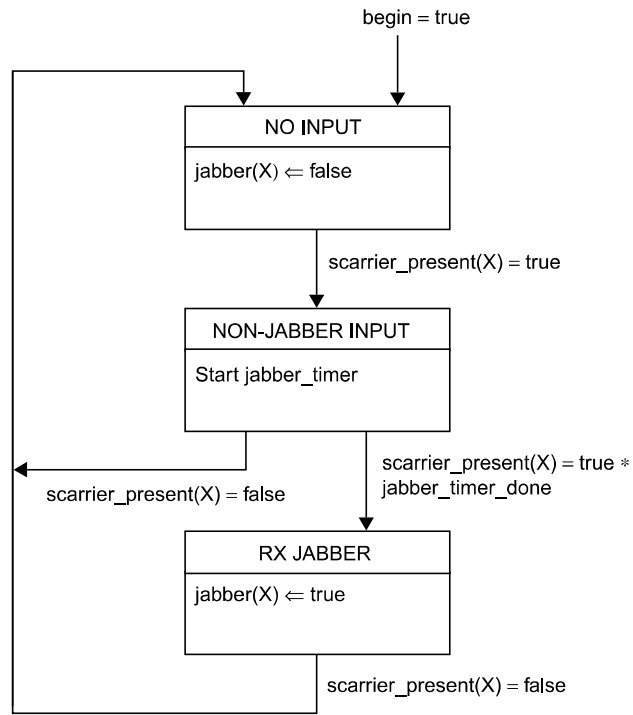 begin = true
NO INPUT
jabber(X) ⇐ false
scarrier_present(X) = true
NON-JABBER INPUT
Start jabber_timer
scarrier_present(X) = true *
jabber_timer_done
scarrier_present(X) = false
RX JABBER
jabber(X) ⇐ true
scarrier_present(X) = false